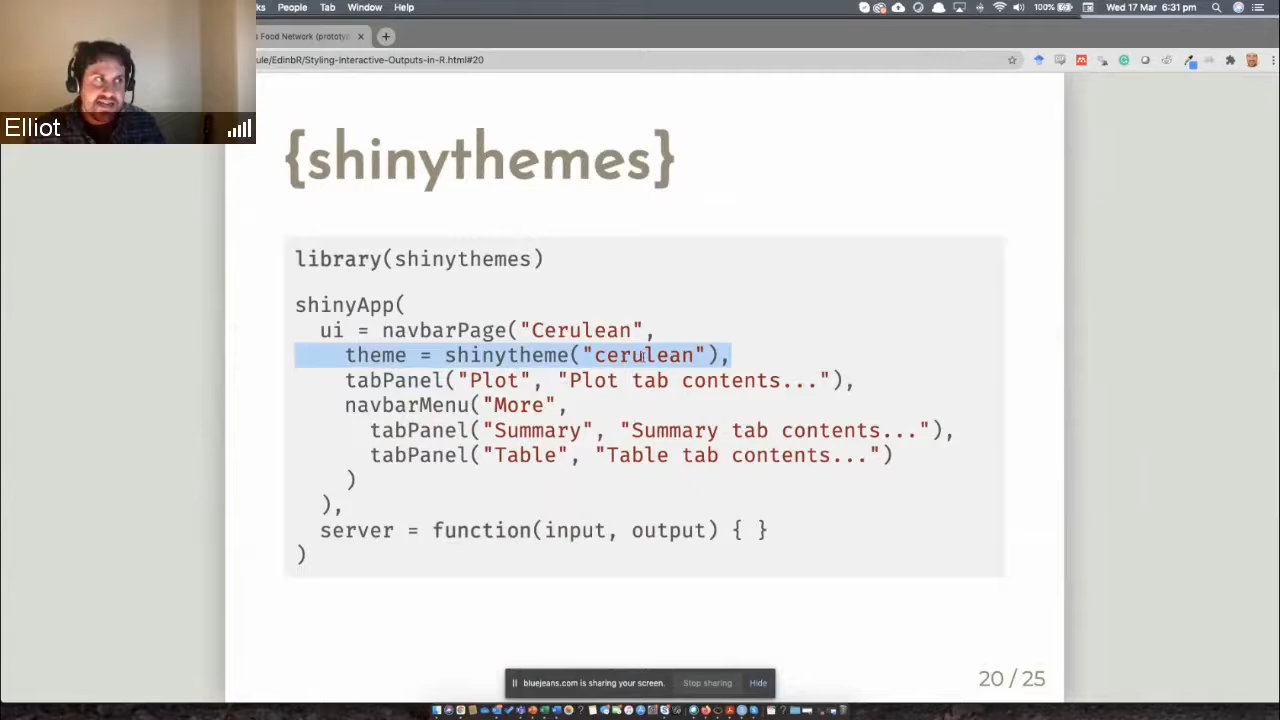 ks People Tab Window Help 100% Wed 17 Mar 6:31 pm
s Food Network (prototyp
ule/EdinbR/Styling-Interactive-Outputs-in-R.html#20
Elliot
{shinythemes}
library(shinythemes)
shinyApp(
ui = navbarPage("Cerulean",
theme = shinytheme("cerulean"),
tabPanel("Plot", "Plot tab contents..."),
navbarMenu("More",
tabPanel("Summary", "Summary tab contents..."),
tabPanel("Table", "Table tab contents...")
)
),
server = function(input, output) { }
)
bluejeans.com is sharing your screen. Stop sharing Hide
20 / 25